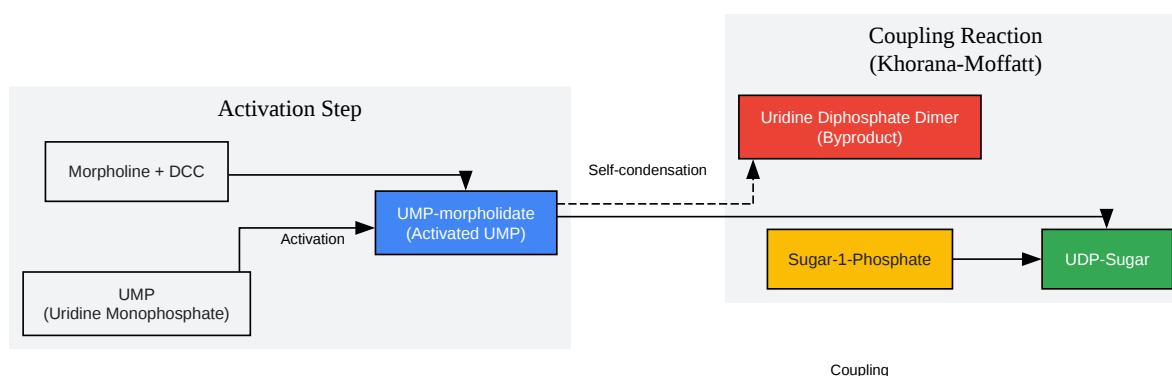 Activation Step
Morpholine + DCC
UMP
(Uridine Monophosphate)
Activation
UMP-morpholidate
(Activated UMP)
Self-condensation
Coupling Reaction
(Khorana-Moffatt)
Uridine Diphosphate Dimer
(Byproduct)
Sugar-1-Phosphate
UDP-Sugar
Coupling